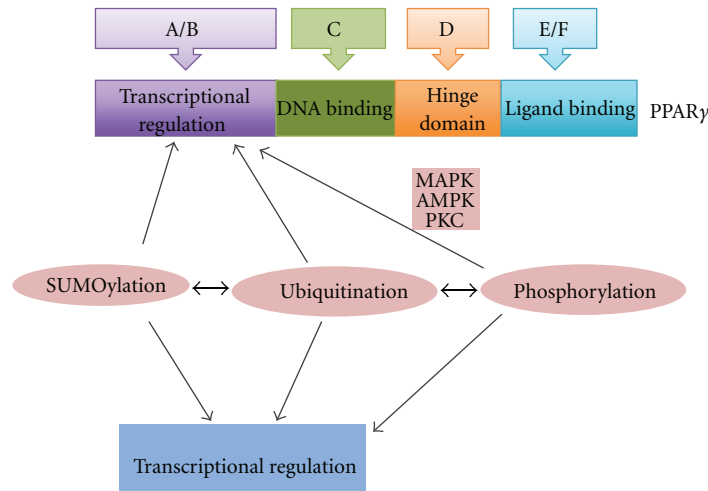 A/B
C
D
E/F
Transcriptional
regulation
DNA binding
Hinge
domain
Ligand binding
PPARγ
MAPK
AMPK
PKC
SUMOylation
Ubiquitination
Phosphorylation
Transcriptional regulation